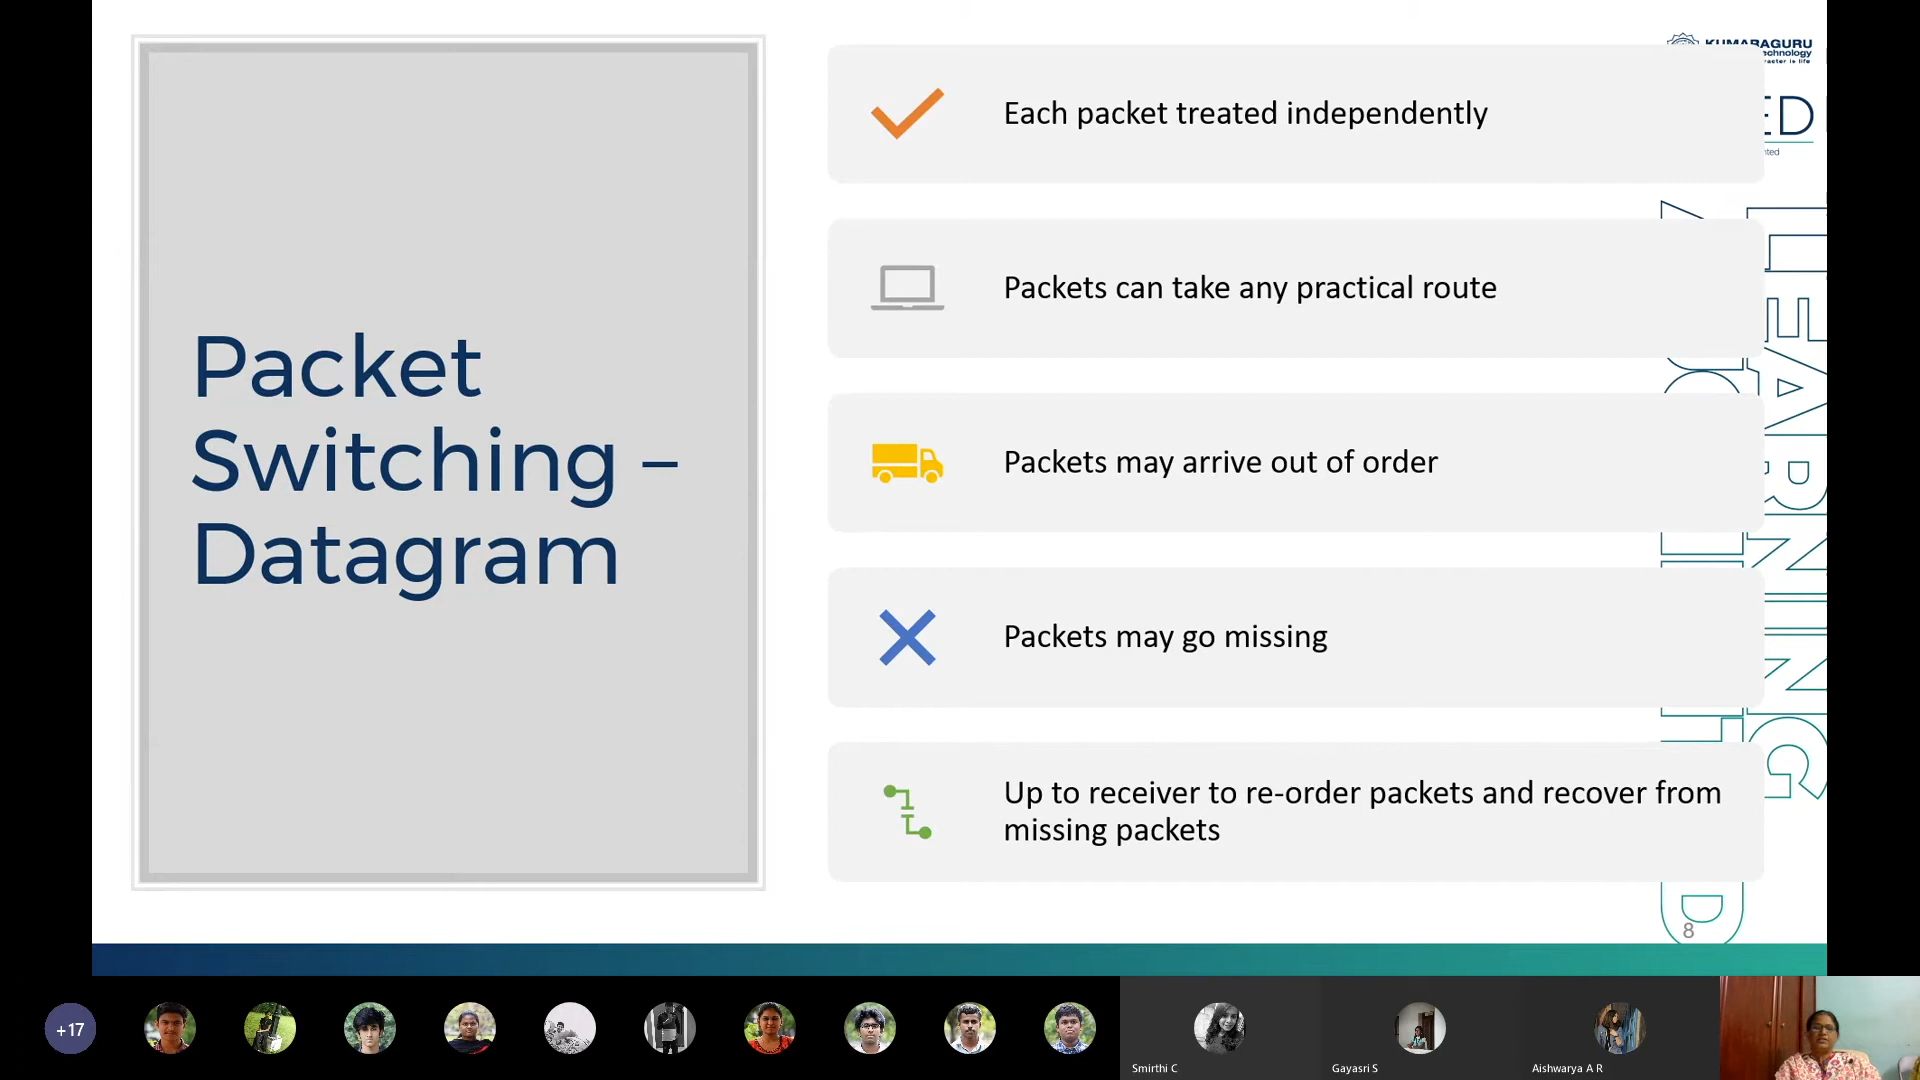 Packet
Switching –
Datagram
KUMARAGURU
Each packet treated independently
Packets can take any practical route
Packets may arrive out of order
Packets may go missing
Up to receiver to re-order packets and recover from
missing packets
LEARNING
8
+17
Smirthi C
Gayasri S
Aishwarya A R